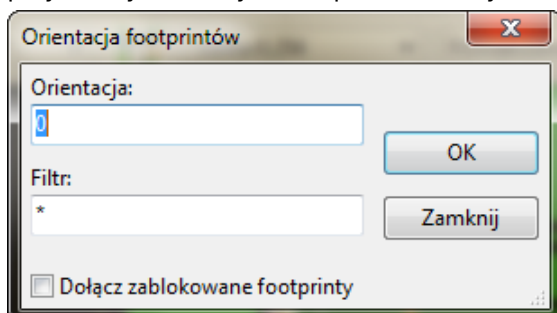 Orientacja footprintów
Orientacja:
0
OK
Filtr:
*
Zamknij
Dołącz zablokowane footprinty